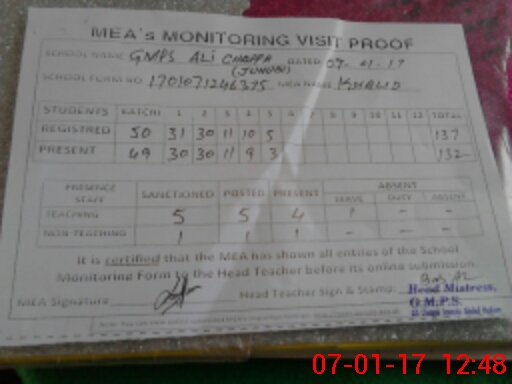 MEA's MONITORING VISIT PROOF
SCHOOL NAME GMPS ALI CHAPPA (JUNUBI) DATED 07-01-17
SCHOOL FORM NO MEA NAME KHALID
STUDENTS KATCHI 1 2 3 4 5 6 7 8 9 10 11 12 TOTAL
REGISTRED 50 31 30 11 10 5 137
PRESENT 49 30 30 11 9 3 132
PRESENCE STAFF SANCTIONED POSTED PRESENT ABSENT
LEAVE DUTY ABSENT
TEACHING 5 5 4 1 - -
NON-TEACHING 1 1 1 - - -
It is certified that the MEA has shown all entries of the School
Monitoring Form to the Head Teacher before its online submission.
MEA Signature Head Teacher Sign & Stamp:
Head Mistress,
G.M.P.S.
07-01-17 12:48